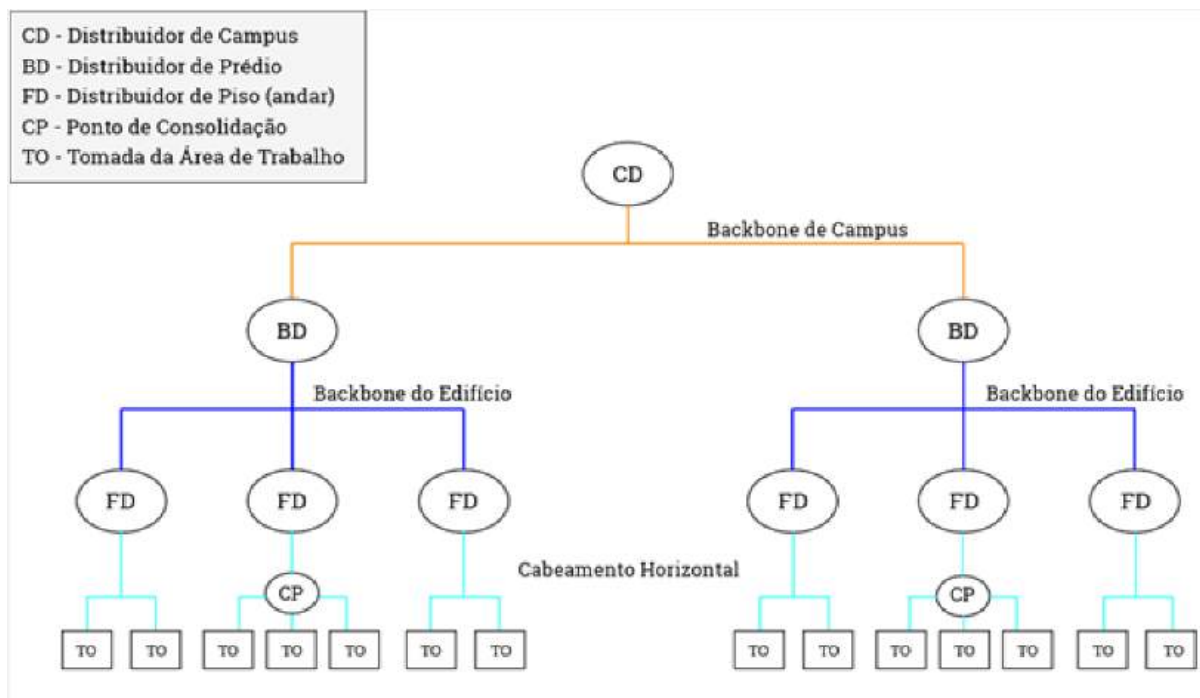 CD - Distribuidor de Campus
BD - Distribuidor de Prédio
FD - Distribuidor de Piso (andar)
CP - Ponto de Consolidação
TO - Tomada da Área de Trabalho
CD
Backbone de Campus
BD
BD
Backbone do Edifício
Backbone do Edifício
FD
FD
FD
FD
FD
FD
Cabeamento Horizontal
CP
CP
TO
TO
TO
TO
TO
TO
TO
TO
TO
TO
TO
TO
TO
TO